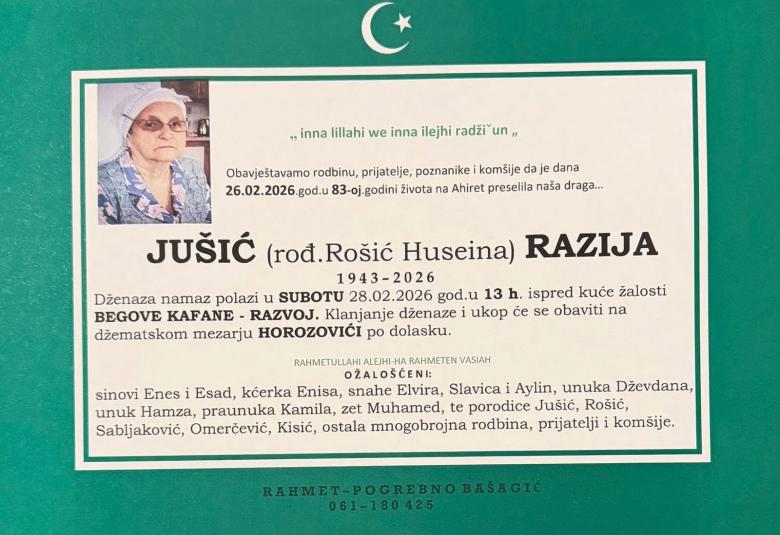 „ inna lillahi we inna ilejhi radžiˇun „
Obavještavamo rodbinu, prijatelje, poznanike i komšije da je dana
26.02.2026.god.u 83-oj.godini života na Ahiret preselila naša draga...
JUŠIĆ (rođ.Rošić Huseina) RAZIJA
1943-2026
Dženaza namaz polazi u SUBOTU 28.02.2026 god.u 13 h. ispred kuće žalosti
BEGOVE KAFANE - RAZVOJ. Klanjanje dženaze i ukop će se obaviti na
džematskom mezarju HOROZOVIĆI po dolasku.
RAHMETULLAHI ALEJHI-HA RAHMETEN VASIAH
OŽALOŠĆENI:
sinovi Enes i Esad, kćerka Enisa, snahe Elvira, Slavica i Aylin, unuka Dževdana,
unuk Hamza, praunuka Kamila, zet Muhamed, te porodice Jušić, Rošić,
Sabljaković, Omerčević, Kisić, ostala mnogobrojna rodbina, prijatelji i komšije.
RAHMET-POGREBNO BAŠAGIĆ
061-180 425